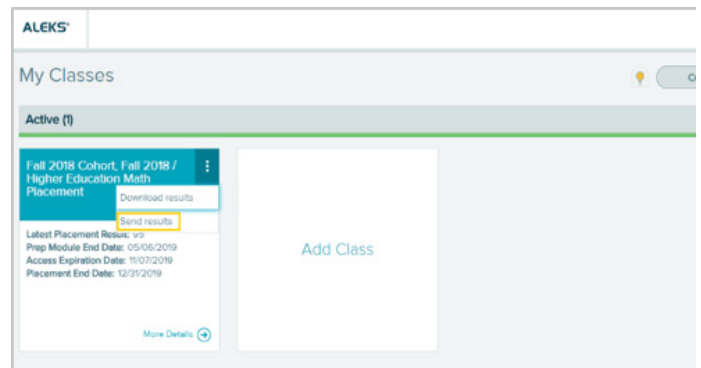 ALEKS®
My Classes
Active (1)
Fall 2018 Cohort, Fall 2018 /
Higher Education Math
Placement
Download results
Send results
Latest Placement Result: 95
Prep Module End Date: 05/06/2019
Access Expiration Date: 11/07/2019
Placement End Date: 12/31/2019
More Details
Add Class